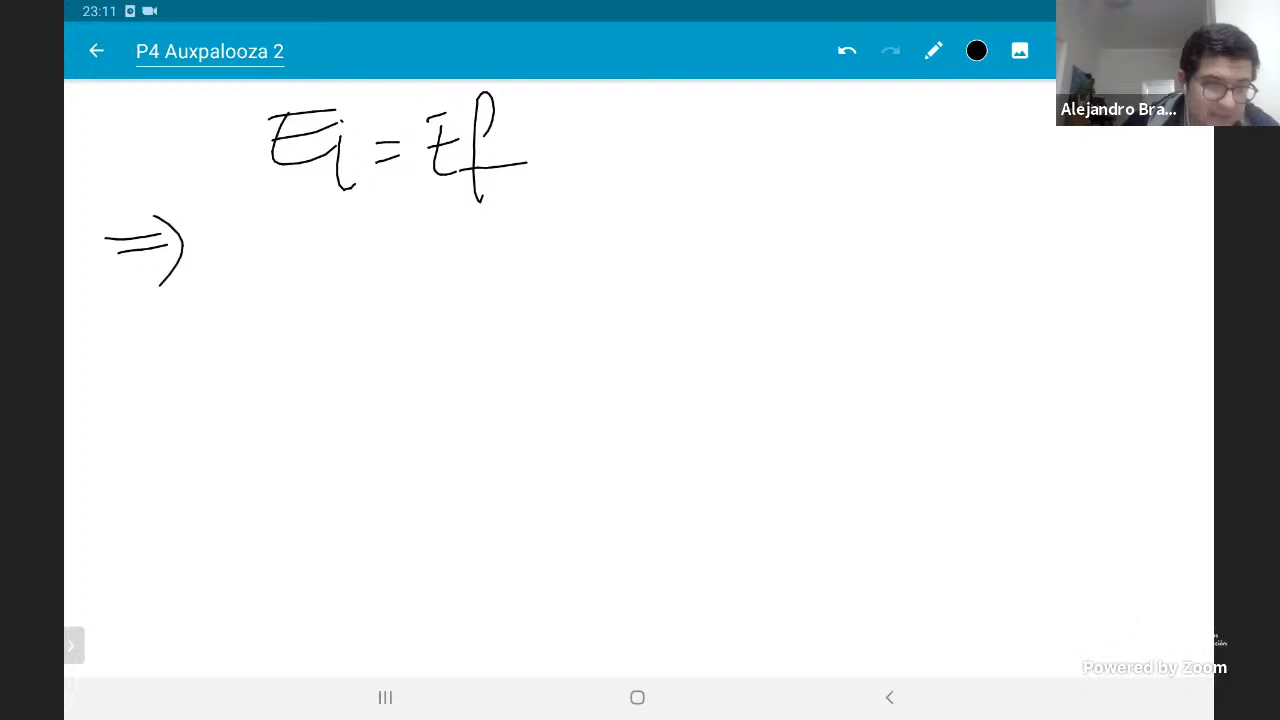 23:11
P4 Auxpalooza 2
Alejandro Bra...
Ei = Ef
⇒
Powered by Zoom